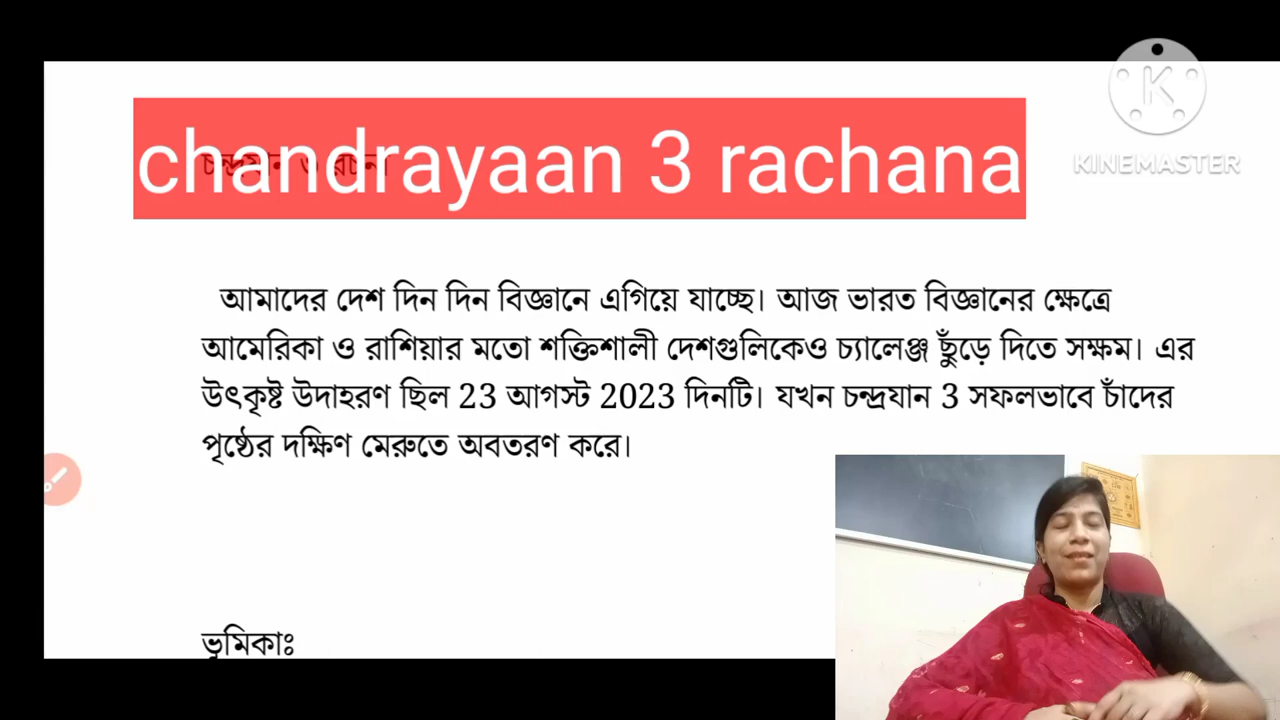 chandrayaan 3 rachana
KINEMASTER
আমাদের দেশ দিন দিন বিজ্ঞানে এগিয়ে যাচ্ছে। আজ ভারত বিজ্ঞানের ক্ষেত্রে
আমেরিকা ও রাশিয়ার মতো শক্তিশালী দেশগুলিকেও চ্যালেঞ্জ ছুঁড়ে দিতে সক্ষম। এর
উৎকৃষ্ট উদাহরণ ছিল 23 আগস্ট 2023 দিনটি। যখন চন্দ্রযান 3 সফলভাবে চাঁদের
পৃষ্ঠের দক্ষিণ মেরুতে অবতরণ করে।
ভূমিকাঃ